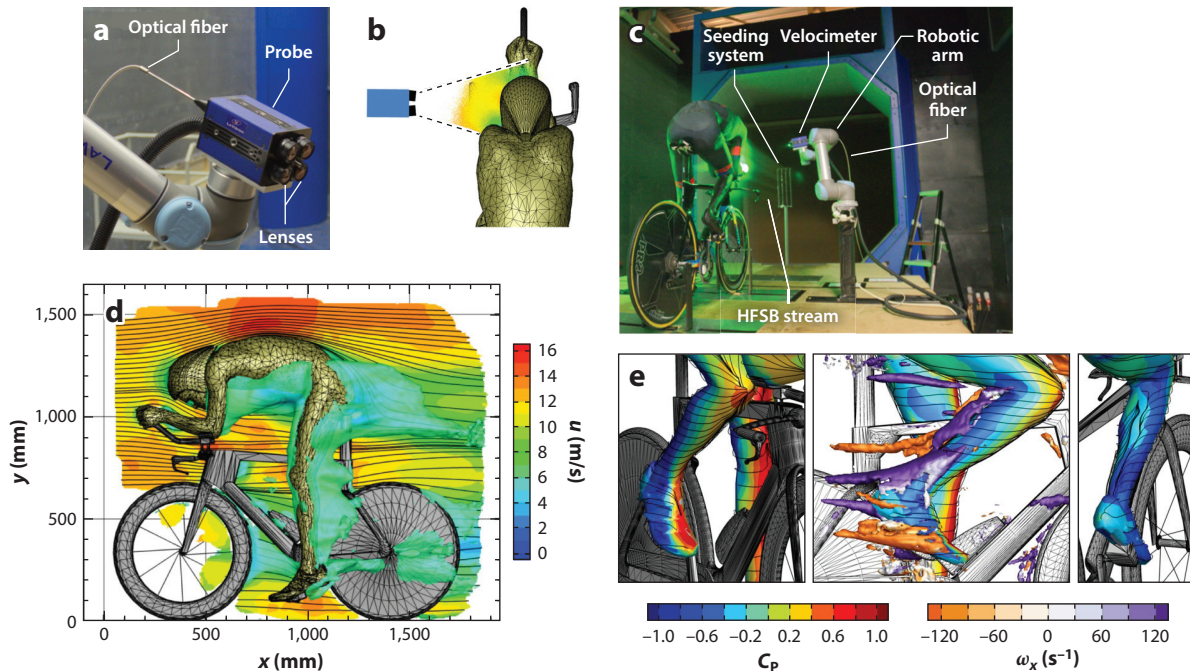 a
Optical fiber
Probe
Lenses
b
c
Seeding
system
Velocimeter
Robotic
arm
Optical
fiber
HFSB stream
d
1,500
1,000
500
0
y (mm)
0
500
1,000
1,500
x (mm)
16
14
12
10
8
6
4
2
0
u (m/s)
e
−1.0
−0.6
−0.2
0.2
0.6
1.0
C_P
−120
−60
0
60
120
ω_x (s⁻¹)